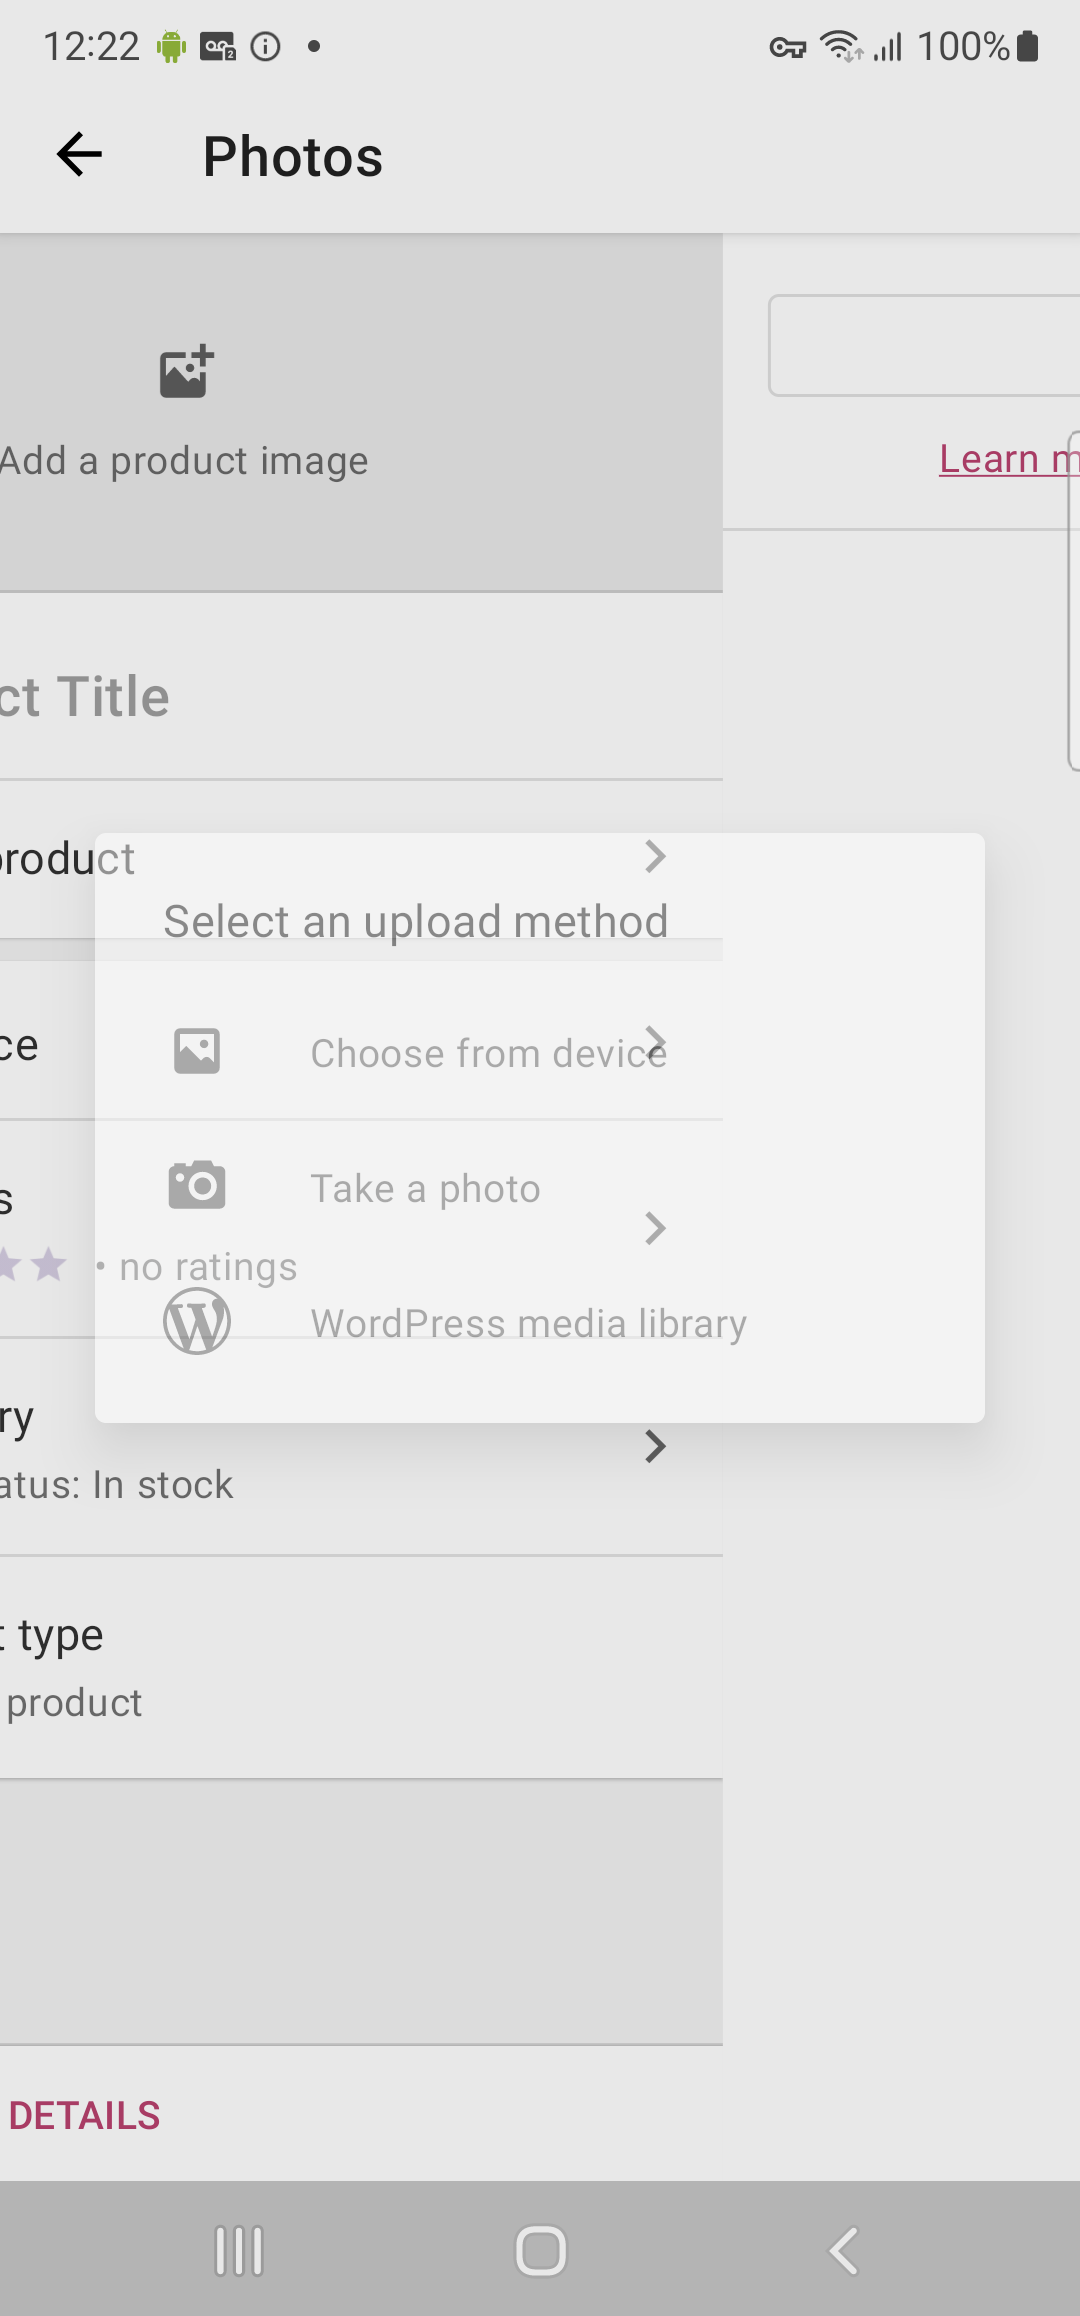 12:22
100%
Photos
Add a product image
Learn m
ct Title
product
Select an upload method
ce
Choose from device
Take a photo
s
• no ratings
WordPress media library
ry
atus: In stock
t type
product
DETAILS